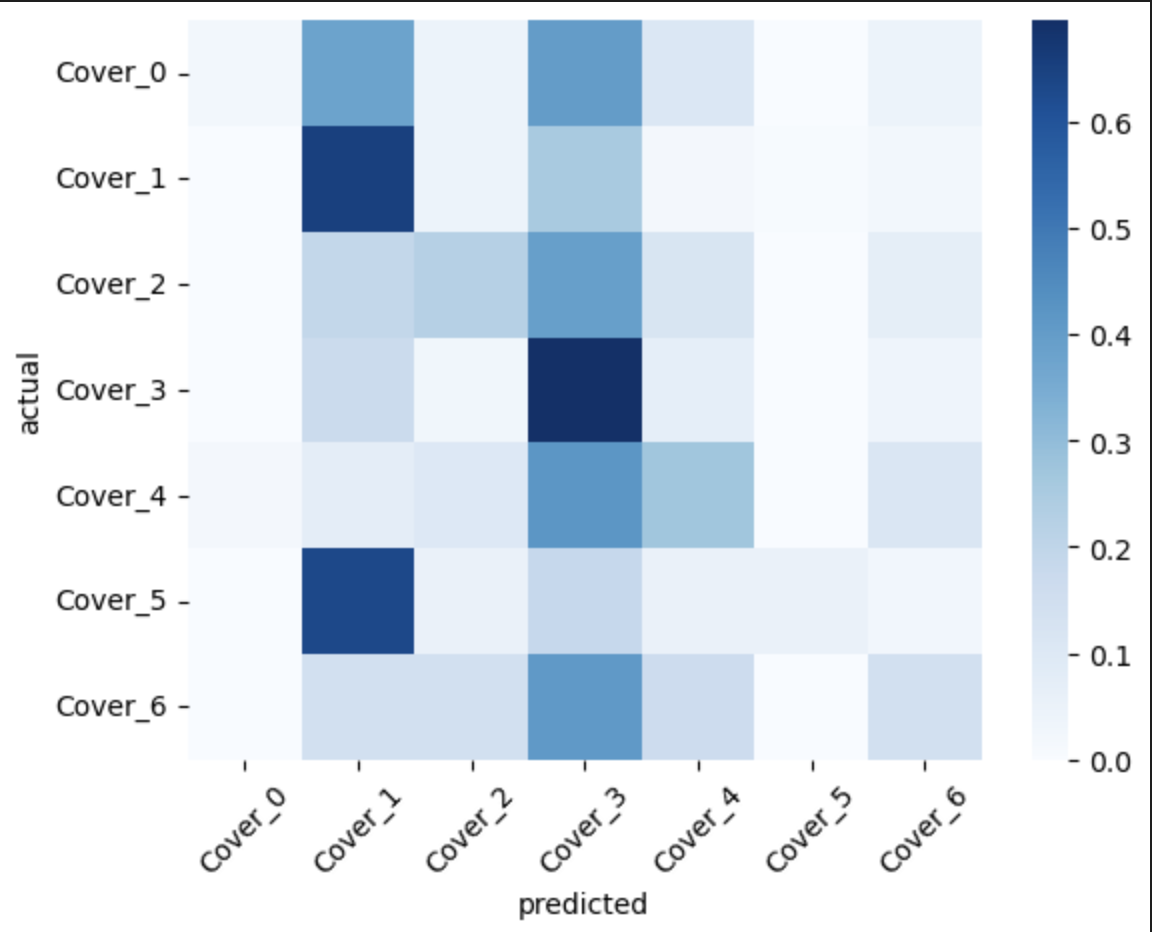 Cover_0
Cover_1
Cover_2
Cover_3
Cover_4
Cover_5
Cover_6
actual
Cover_0 Cover_1 Cover_2 Cover_3 Cover_4 Cover_5 Cover_6
predicted
0.6
0.5
0.4
0.3
0.2
0.1
0.0